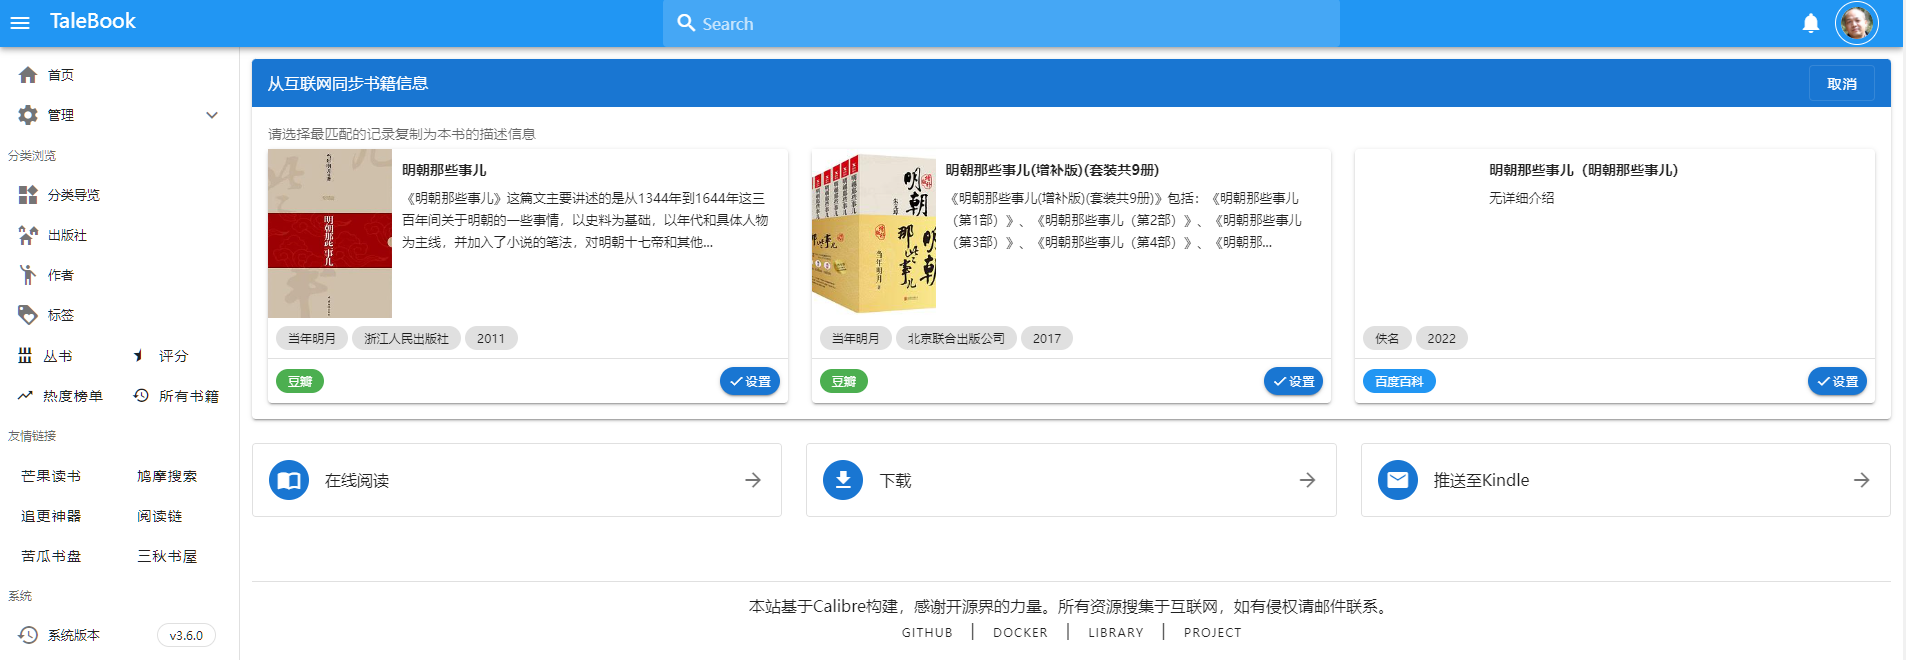 TaleBook
Search
首页
管理
分类浏览
分类导览
出版社
作者
标签
丛书
评分
热度榜单
所有书籍
友情链接
芒果读书
鸠摩搜索
追更神器
阅读链
苦瓜书盘
三秋书屋
系统
系统版本
v3.6.0
从互联网同步书籍信息
取消
请选择最匹配的记录复制为本书的描述信息
明朝那些事儿
明朝那些事儿
《明朝那些事儿》这篇文主要讲述的是从1344年到1644年这三
百年间关于明朝的一些事情，以史料为基础，以年代和具体人物
为主线，并加入了小说的笔法，对明朝十七帝和其他...
当年明月
浙江人民出版社
2011
豆瓣
设置
明朝那些事儿
当年明月
明朝那些事儿(增补版)(套装共9册)
《明朝那些事儿(增补版)(套装共9册)》包括：《明朝那些事儿
（第1部）》、《明朝那些事儿（第2部）》、《明朝那些事儿
（第3部）》、《明朝那些事儿（第4部）》、《明朝那...
当年明月
北京联合出版公司
2017
豆瓣
设置
明朝那些事儿（明朝那些事儿）
无详细介绍
佚名
2022
百度百科
设置
在线阅读
下载
推送至Kindle
本站基于Calibre构建，感谢开源界的力量。所有资源搜集于互联网，如有侵权请邮件联系。
GITHUB | DOCKER | LIBRARY | PROJECT